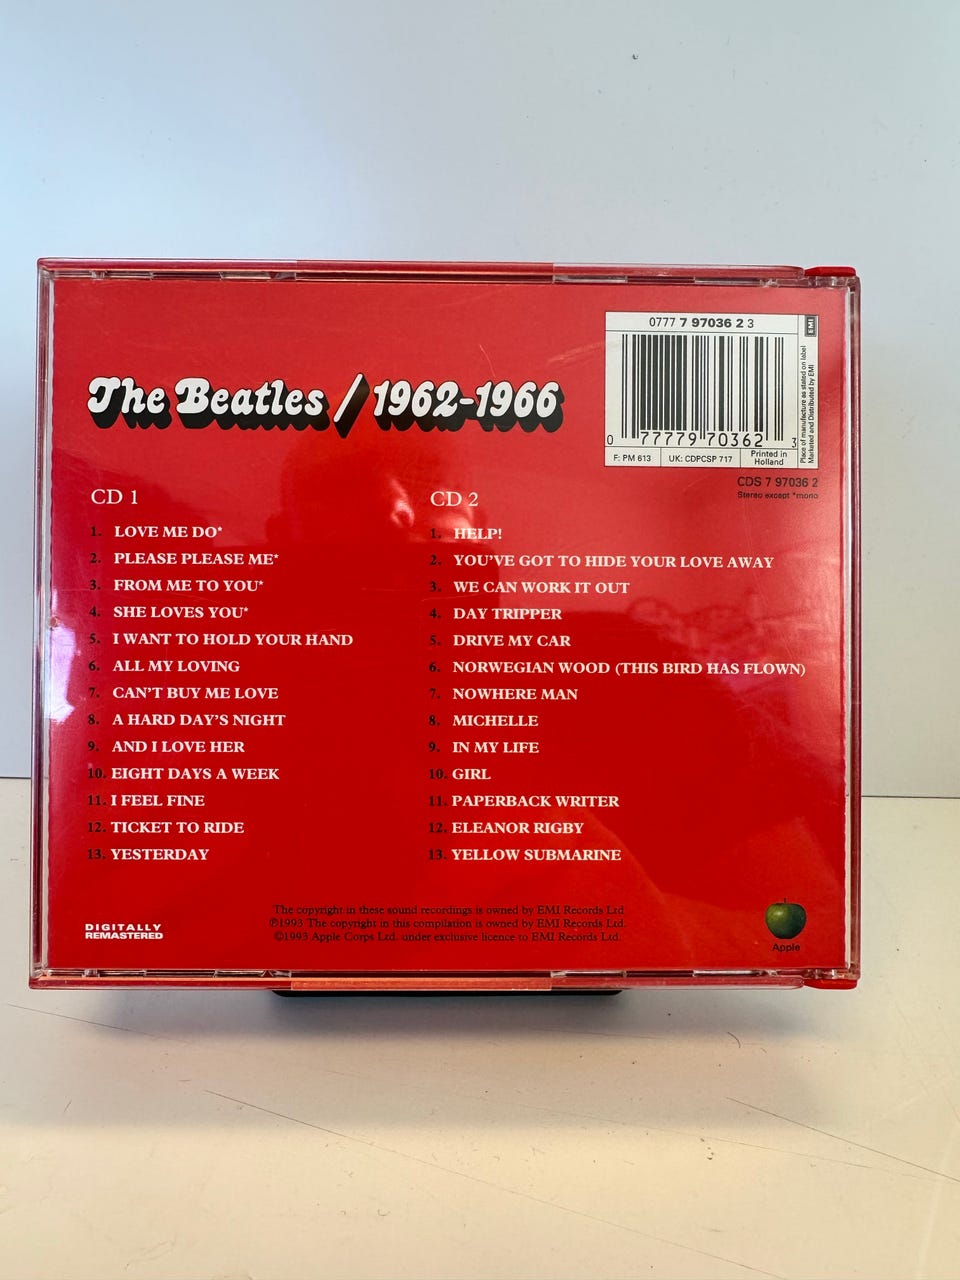 0777 7 97036 2 3
EMI
Place of manufacture as stated on label
Marketed and Distributed by EMI
0 77779 70362 3
F: PM 613
UK: CDPCSP 717
Printed in
Holland
CDS 7 97036 2
Stereo except *mono
The Beatles / 1962-1966
CD 1
1. LOVE ME DO*
2. PLEASE PLEASE ME*
3. FROM ME TO YOU*
4. SHE LOVES YOU*
5. I WANT TO HOLD YOUR HAND
6. ALL MY LOVING
7. CAN'T BUY ME LOVE
8. A HARD DAY'S NIGHT
9. AND I LOVE HER
10. EIGHT DAYS A WEEK
11. I FEEL FINE
12. TICKET TO RIDE
13. YESTERDAY
CD 2
1. HELP!
2. YOU'VE GOT TO HIDE YOUR LOVE AWAY
3. WE CAN WORK IT OUT
4. DAY TRIPPER
5. DRIVE MY CAR
6. NORWEGIAN WOOD (THIS BIRD HAS FLOWN)
7. NOWHERE MAN
8. MICHELLE
9. IN MY LIFE
10. GIRL
11. PAPERBACK WRITER
12. ELEANOR RIGBY
13. YELLOW SUBMARINE
DIGITALLY
REMASTERED
The copyright in these sound recordings is owned by EMI Records Ltd.
℗1993 The copyright in this compilation is owned by EMI Records Ltd.
©1993 Apple Corps Ltd. under exclusive licence to EMI Records Ltd.
Apple